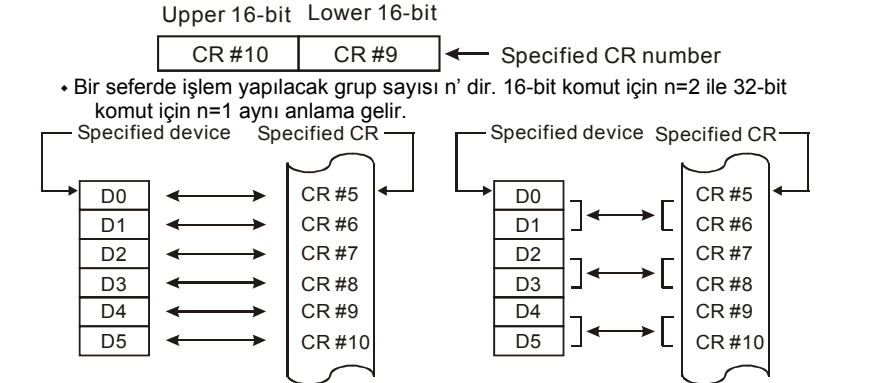 Upper 16-bit Lower 16-bit
CR #10 CR #9 Specified CR number
• Bir seferde işlem yapılacak grup sayısı n' dir. 16-bit komut için n=2 ile 32-bit
komut için n=1 aynı anlama gelir.
Specified device Specified CR Specified device Specified CR
D0 CR #5 D0 CR #5
D1 CR #6 D1 CR #6
D2 CR #7 D2 CR #7
D3 CR #8 D3 CR #8
D4 CR #9 D4 CR #9
D5 CR #10 D5 CR #10